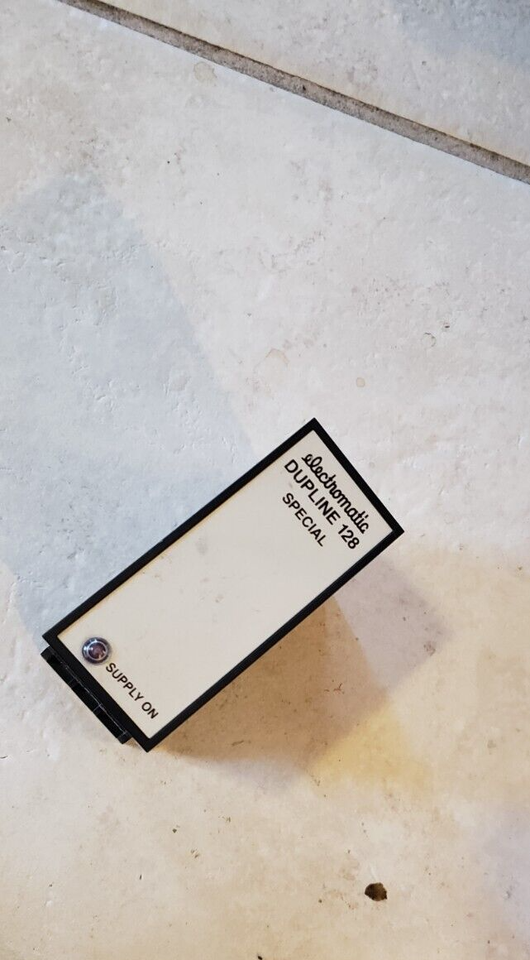 electromatic
DUPLINE 128
SPECIAL
SUPPLY ON